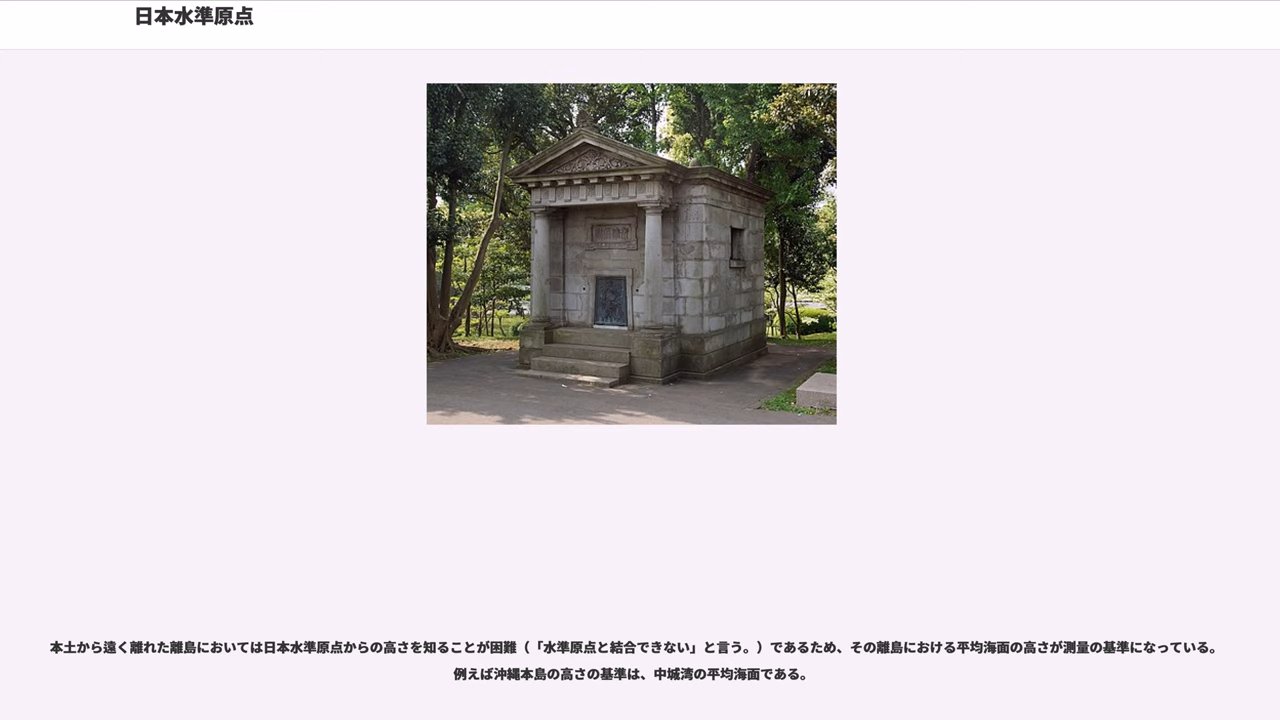 日本水準原点
本土から遠く離れた離島においては日本水準原点からの高さを知ることが困難（「水準原点と結合できない」と言う。）であるため、その離島における平均海面の高さが測量の基準になっている。
例えば沖縄本島の高さの基準は、中城湾の平均海面である。